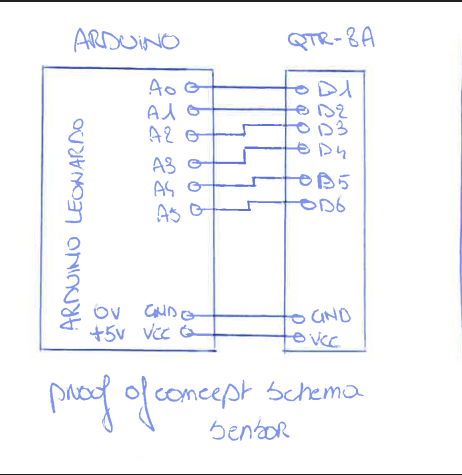 ARDUINO QTR-8A
A0 D1
A1 D2
A2 D3
A3 D4
A4 D5
A5 D6
ARDUINO LEONARDO
0V GND GND
+5V VCC VCC
proof of concept schema
sensor